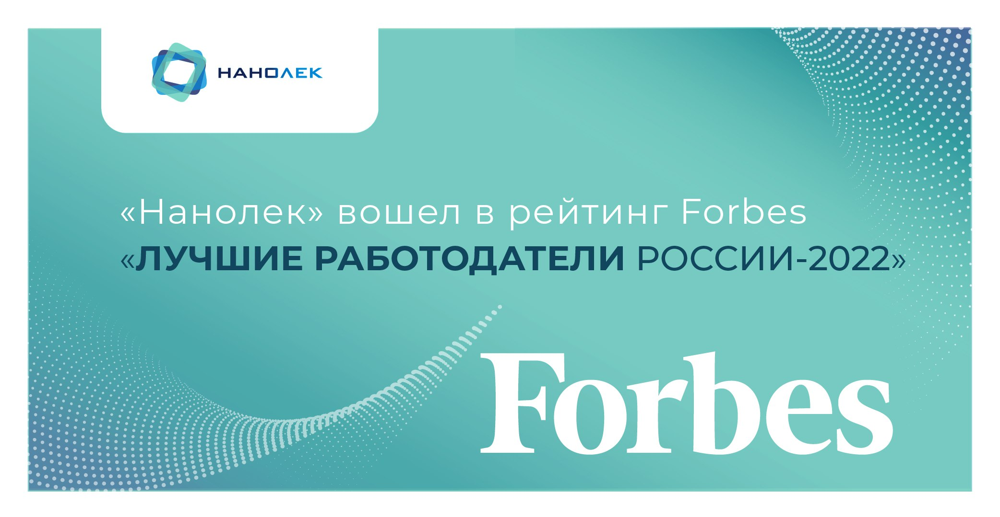 НАНОЛЕК
«Нанолек» вошел в рейтинг Forbes
«ЛУЧШИЕ РАБОТОДАТЕЛИ РОССИИ-2022»
Forbes